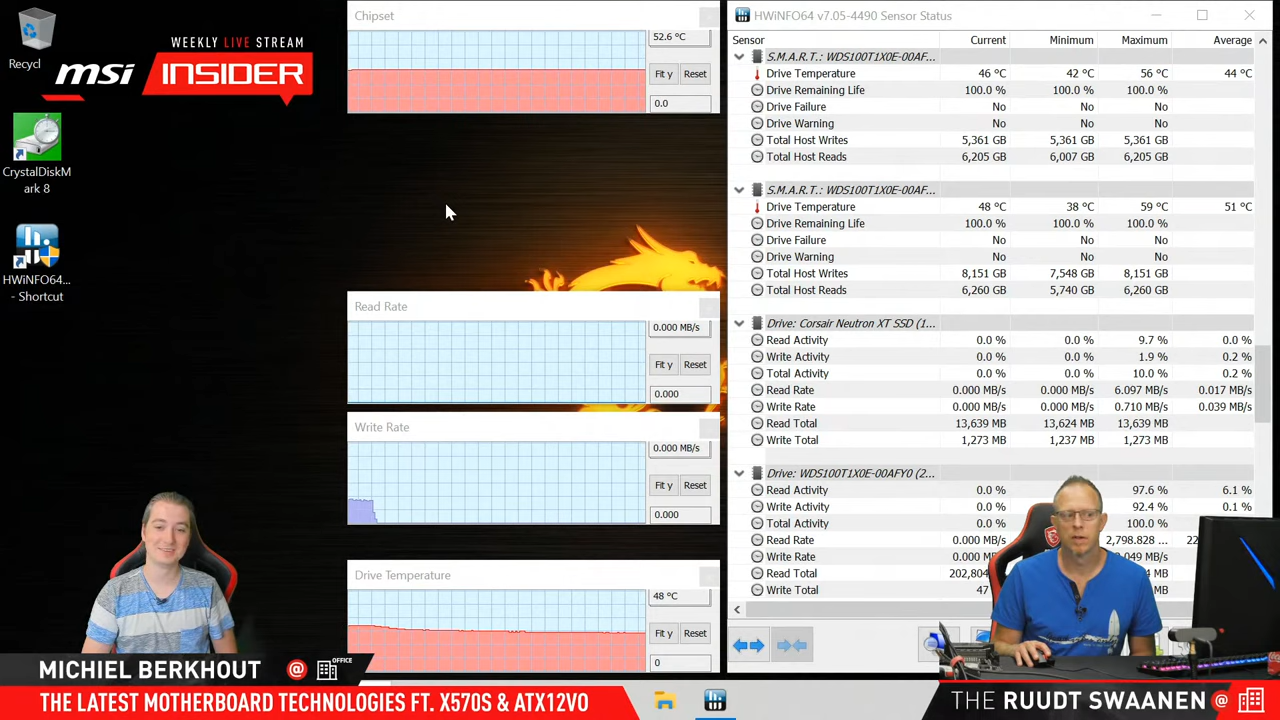 Recycl
WEEKLY LIVE STREAM
msi INSIDER
CrystalDiskM
ark 8
HWiNFO64...
- Shortcut
Chipset
52.6 °C
Fit y Reset
0.0
Read Rate
0.000 MB/s
Fit y Reset
0.000
Write Rate
0.000 MB/s
Fit y Reset
0.000
Drive Temperature
48 °C
Fit y Reset
0
HWiNFO64 v7.05-4490 Sensor Status
Sensor Current Minimum Maximum Average
S.M.A.R.T.: WDS100T1X0E-00AF...
Drive Temperature 46 °C 42 °C 56 °C 44 °C
Drive Remaining Life 100.0 % 100.0 % 100.0 %
Drive Failure No No No
Drive Warning No No No
Total Host Writes 5,361 GB 5,361 GB 5,361 GB
Total Host Reads 6,205 GB 6,007 GB 6,205 GB
S.M.A.R.T.: WDS100T1X0E-00AF...
Drive Temperature 48 °C 38 °C 59 °C 51 °C
Drive Remaining Life 100.0 % 100.0 % 100.0 %
Drive Failure No No No
Drive Warning No No No
Total Host Writes 8,151 GB 7,548 GB 8,151 GB
Total Host Reads 6,260 GB 5,740 GB 6,260 GB
Drive: Corsair Neutron XT SSD (1...
Read Activity 0.0 % 0.0 % 9.7 % 0.0 %
Write Activity 0.0 % 0.0 % 1.9 % 0.2 %
Total Activity 0.0 % 0.0 % 10.0 % 0.2 %
Read Rate 0.000 MB/s 0.000 MB/s 6.097 MB/s 0.017 MB/s
Write Rate 0.000 MB/s 0.000 MB/s 0.710 MB/s 0.039 MB/s
Read Total 13,639 MB 13,624 MB 13,639 MB
Write Total 1,273 MB 1,237 MB 1,273 MB
Drive: WDS100T1X0E-00AFY0 (2...
Read Activity 0.0 % 97.6 % 6.1 %
Write Activity 0.0 % 92.4 % 0.1 %
Total Activity 0.0 % 100.0 %
Read Rate 0.000 MB/s 2,798.828 ... 22
Write Rate 0.000 MB/s 049 MB/s
Read Total 202,804 MB
Write Total 47 MB
MICHIEL BERKHOUT @ OFFICE
THE LATEST MOTHERBOARD TECHNOLOGIES FT. X570S & ATX12VO
THE RUUDT SWAANEN @